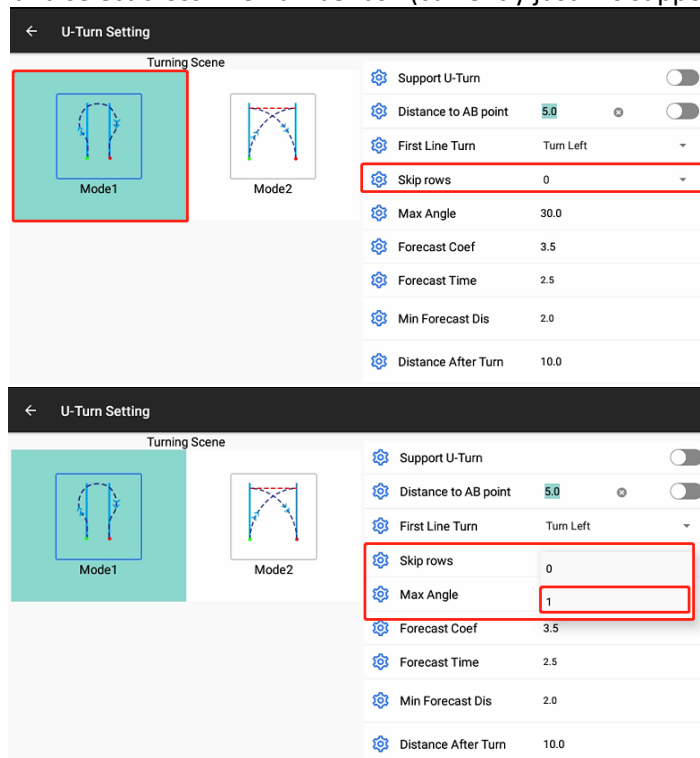 U-Turn Setting
Turning Scene
Mode1
Mode2
Support U-Turn
Distance to AB point 5.0
First Line Turn Turn Left
Skip rows 0
Max Angle 30.0
Forecast Coef 3.5
Forecast Time 2.5
Min Forecast Dis 2.0
Distance After Turn 10.0
U-Turn Setting
Turning Scene
Mode1
Mode2
Support U-Turn
Distance to AB point 5.0
First Line Turn Turn Left
Skip rows 0
Max Angle 1
Forecast Coef 3.5
Forecast Time 2.5
Min Forecast Dis 2.0
Distance After Turn 10.0